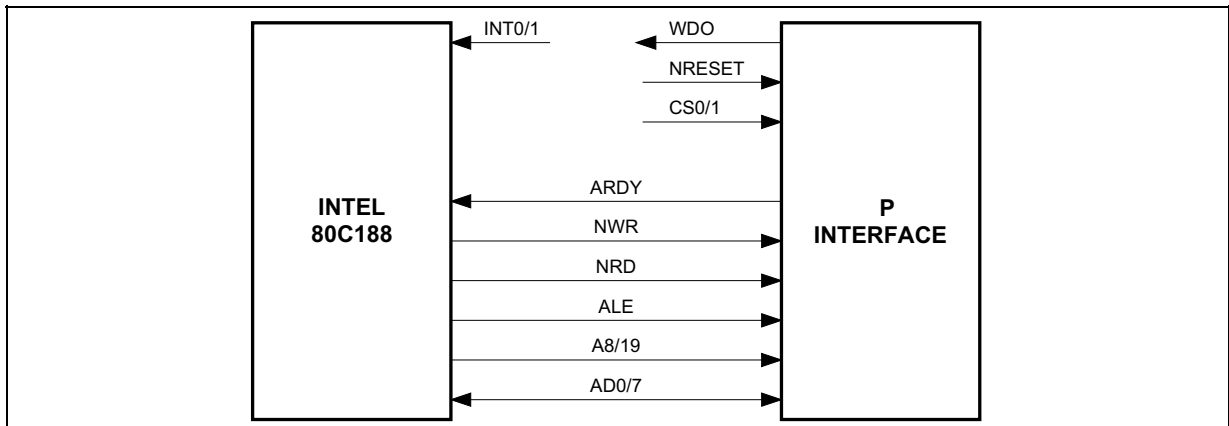 INT0/1
WDO
NRESET
CS0/1
ARDY
INTEL
80C188
P
INTERFACE
NWR
NRD
ALE
A8/19
AD0/7